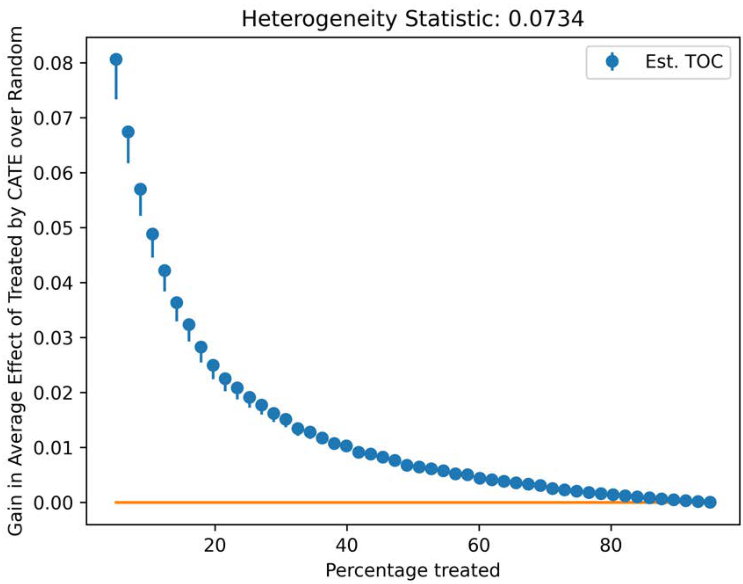 Heterogeneity Statistic: 0.0734
Est. TOC
Gain in Average Effect of Treated by CATE over Random
0.08
0.07
0.06
0.05
0.04
0.03
0.02
0.01
0.00
20 40 60 80
Percentage treated